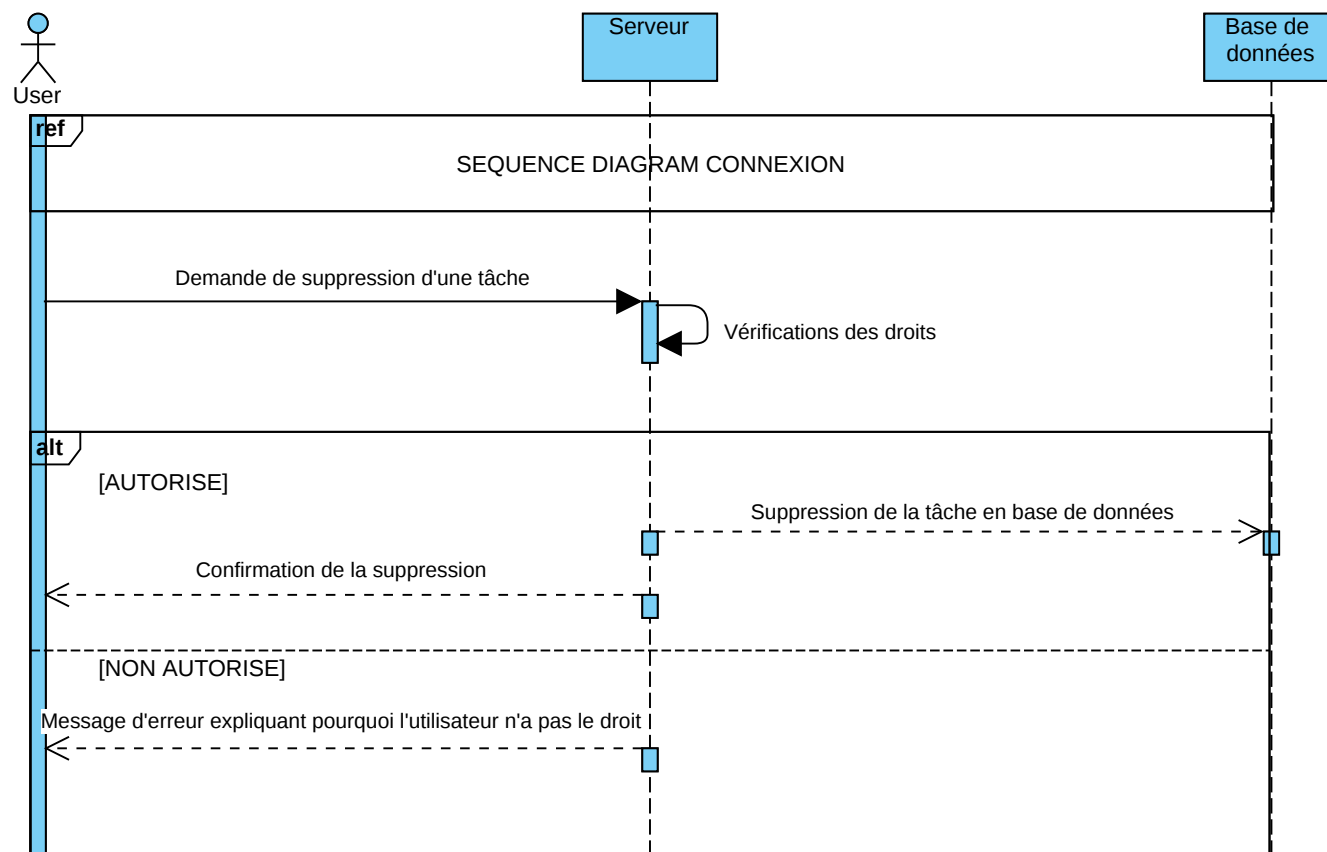 User
Serveur
Base de
données
ref
SEQUENCE DIAGRAM CONNEXION
Demande de suppression d'une tâche
Vérifications des droits
alt
[AUTORISE]
Suppression de la tâche en base de données
Confirmation de la suppression
[NON AUTORISE]
Message d'erreur expliquant pourquoi l'utilisateur n'a pas le droit